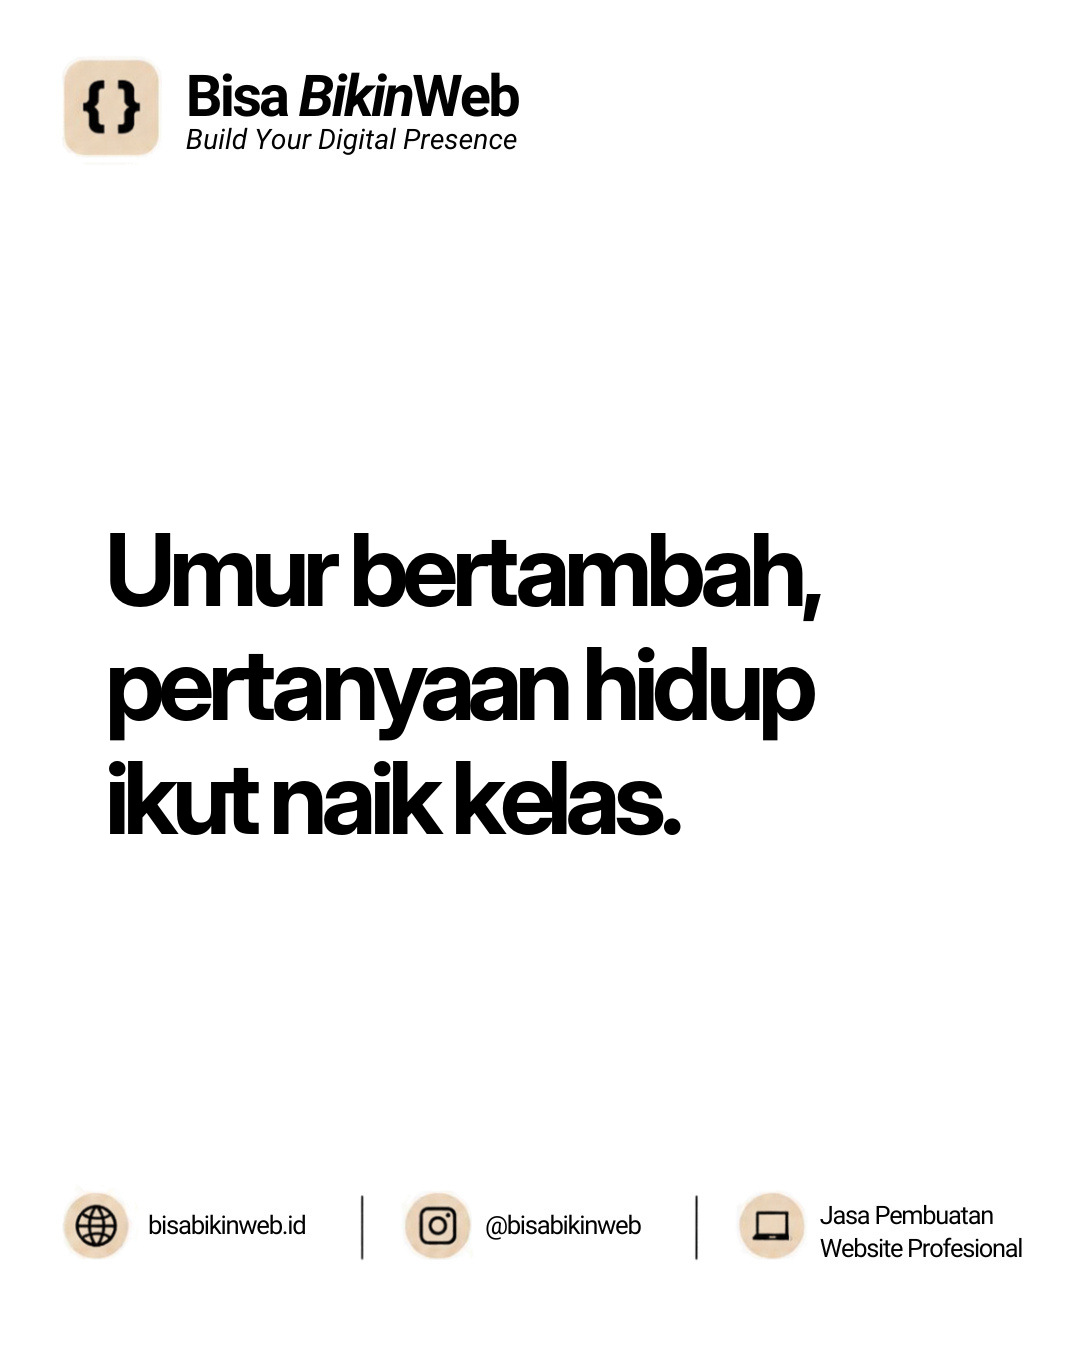 { }
Bisa BikinWeb
Build Your Digital Presence
Umur bertambah,
pertanyaan hidup
ikut naik kelas.
bisabikinweb.id
@bisabikinweb
Jasa Pembuatan
Website Profesional